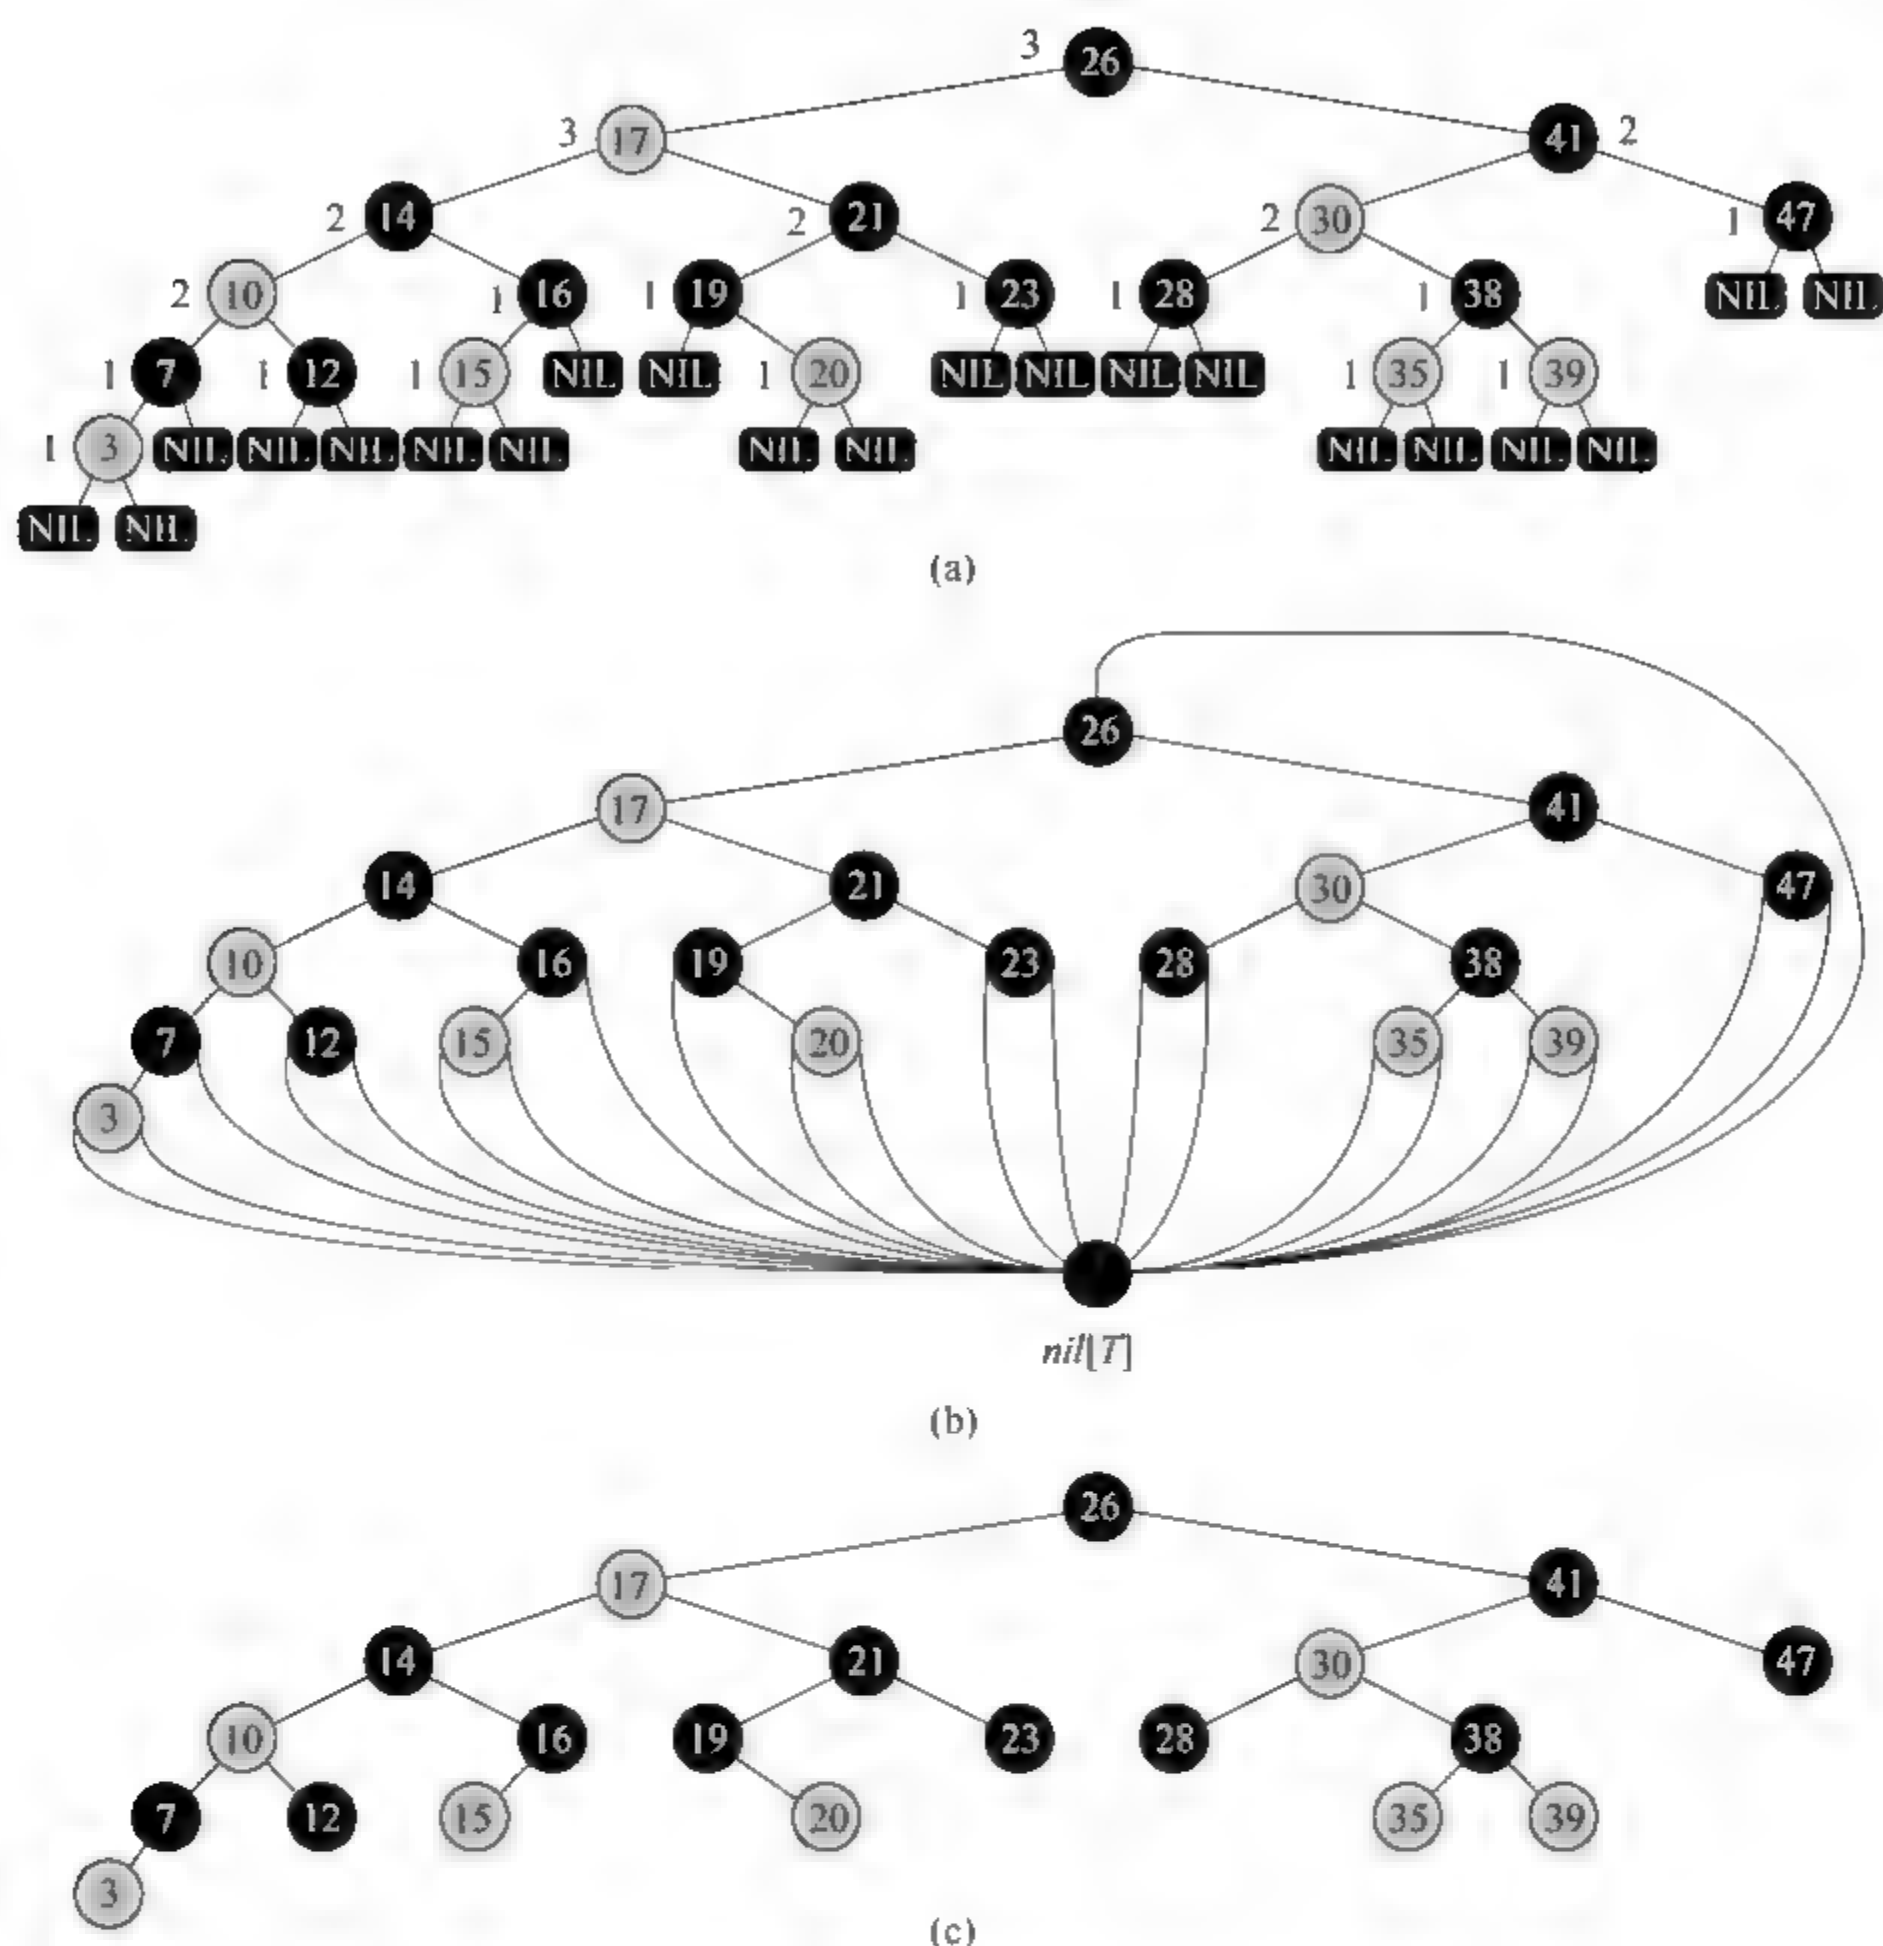 3 26
3 17 41 2
2 14 2 21 2 30 1 47
2 10 1 16 1 19 1 23 1 28 1 38 NIL NIL
1 7 1 12 1 15 NIL NIL 1 20 NIL NIL NIL NIL 1 35 1 39
1 3 NIL NIL NIL NIL NIL NIL NIL NIL NIL NIL NIL
NIL NIL
(a)
26
17 41
14 21 30 47
10 16 19 23 28 38
7 12 15 20 35 39
3
nil[T]
(b)
26
17 41
14 21 30 47
10 16 19 23 28 38
7 12 15 20 35 39
3
(c)